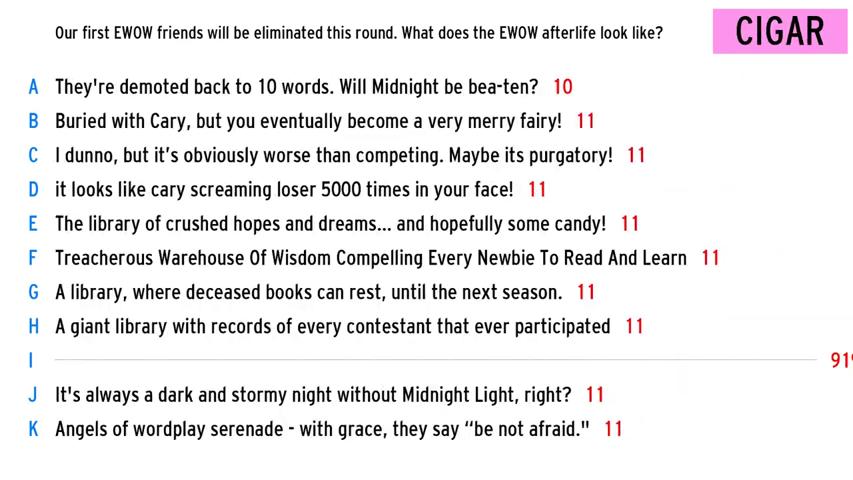 Our first EWOW friends will be eliminated this round. What does the EWOW afterlife look like?
CIGAR
A They're demoted back to 10 words. Will Midnight be bea-ten? 10
B Buried with Cary, but you eventually become a very merry fairy! 11
C I dunno, but it’s obviously worse than competing. Maybe its purgatory! 11
D it looks like cary screaming loser 5000 times in your face! 11
E The library of crushed hopes and dreams... and hopefully some candy! 11
F Treacherous Warehouse Of Wisdom Compelling Every Newbie To Read And Learn 11
G A library, where deceased books can rest, until the next season. 11
H A giant library with records of every contestant that ever participated 11
I
J It's always a dark and stormy night without Midnight Light, right? 11
K Angels of wordplay serenade - with grace, they say “be not afraid." 11